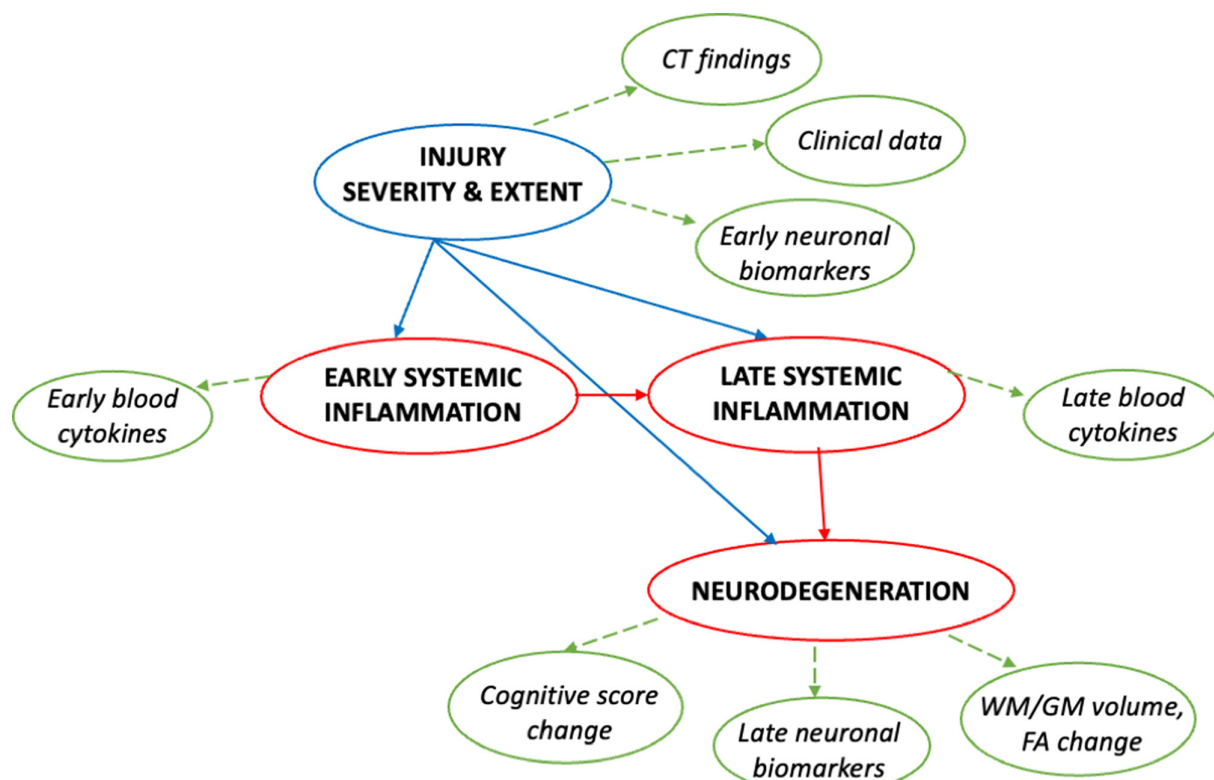 CT findings
Clinical data
INJURY
SEVERITY & EXTENT
Early neuronal
biomarkers
EARLY SYSTEMIC
INFLAMMATION
LATE SYSTEMIC
INFLAMMATION
Early blood
cytokines
Late blood
cytokines
NEURODEGENERATION
Cognitive score
change
Late neuronal
biomarkers
WM/GM volume,
FA change